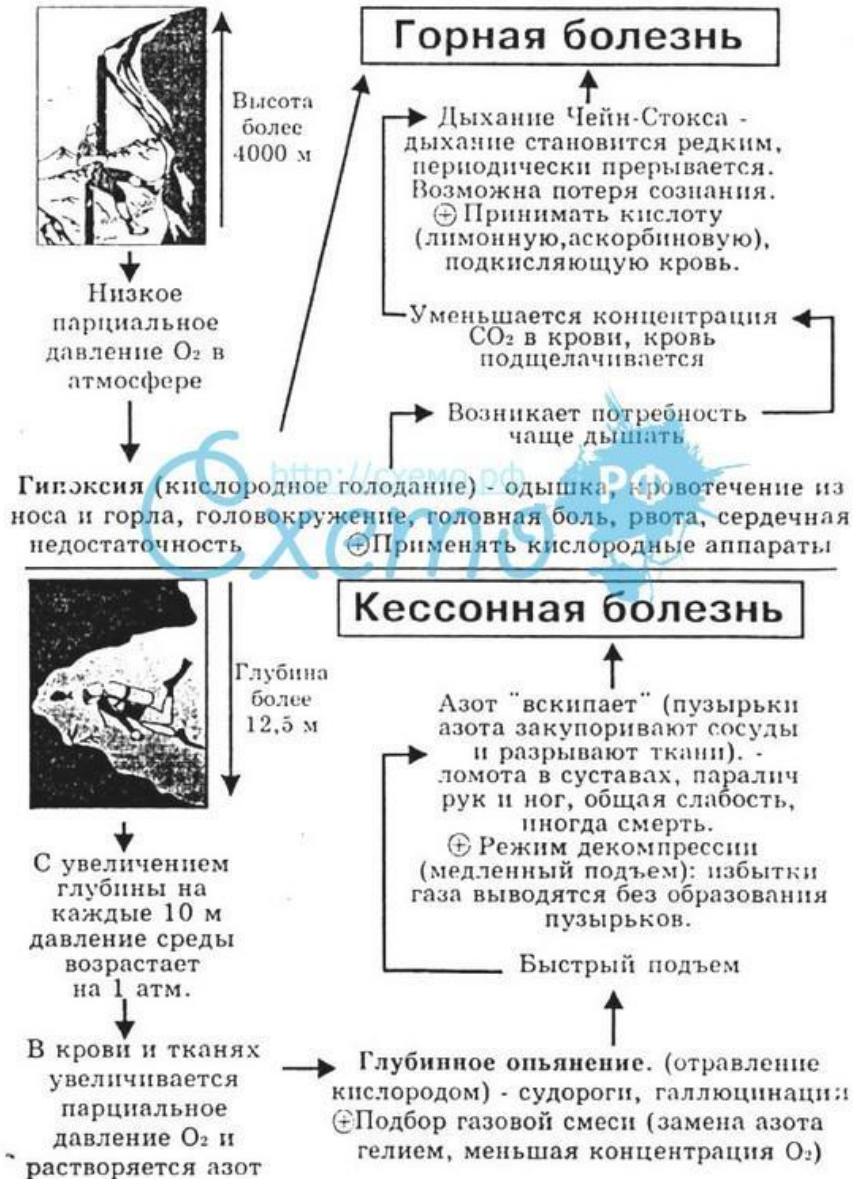 Горная болезнь
Высота
более
4000 м
Дыхание Чейн-Стокса -
дыхание становится редким,
периодически прерывается.
Возможна потеря сознания.
⊕ Принимать кислоту
(лимонную,аскорбиновую),
подкисляющую кровь.
Низкое
парциальное
давление O₂ в
атмосфере
Уменьшается концентрация
CO₂ в крови, кровь
подщелачивается
Возникает потребность
чаще дышать
http://схемо.рф
Схемо РФ
Гипоксия (кислородное голодание) - одышка, кровотечение из
носа и горла, головокружение, головная боль, рвота, сердечная
недостаточность ⊕Применять кислородные аппараты
Кессонная болезнь
Глубина
более
12,5 м
Азот "вскипает" (пузырьки
азота закупоривают сосуды
и разрывают ткани). -
ломота в суставах, паралич
рук и ног, общая слабость,
иногда смерть.
⊕ Режим декомпрессии
(медленный подъем): избытки
газа выводятся без образования
пузырьков.
С увеличением
глубины на
каждые 10 м
давление среды
возрастает
на 1 атм.
Быстрый подъем
В крови и тканях
увеличивается
парциальное
давление O₂ и
растворяется азот
Глубинное опьянение. (отравление
кислородом) - судороги, галлюцинации
⊕Подбор газовой смеси (замена азота
гелием, меньшая концентрация O₂)